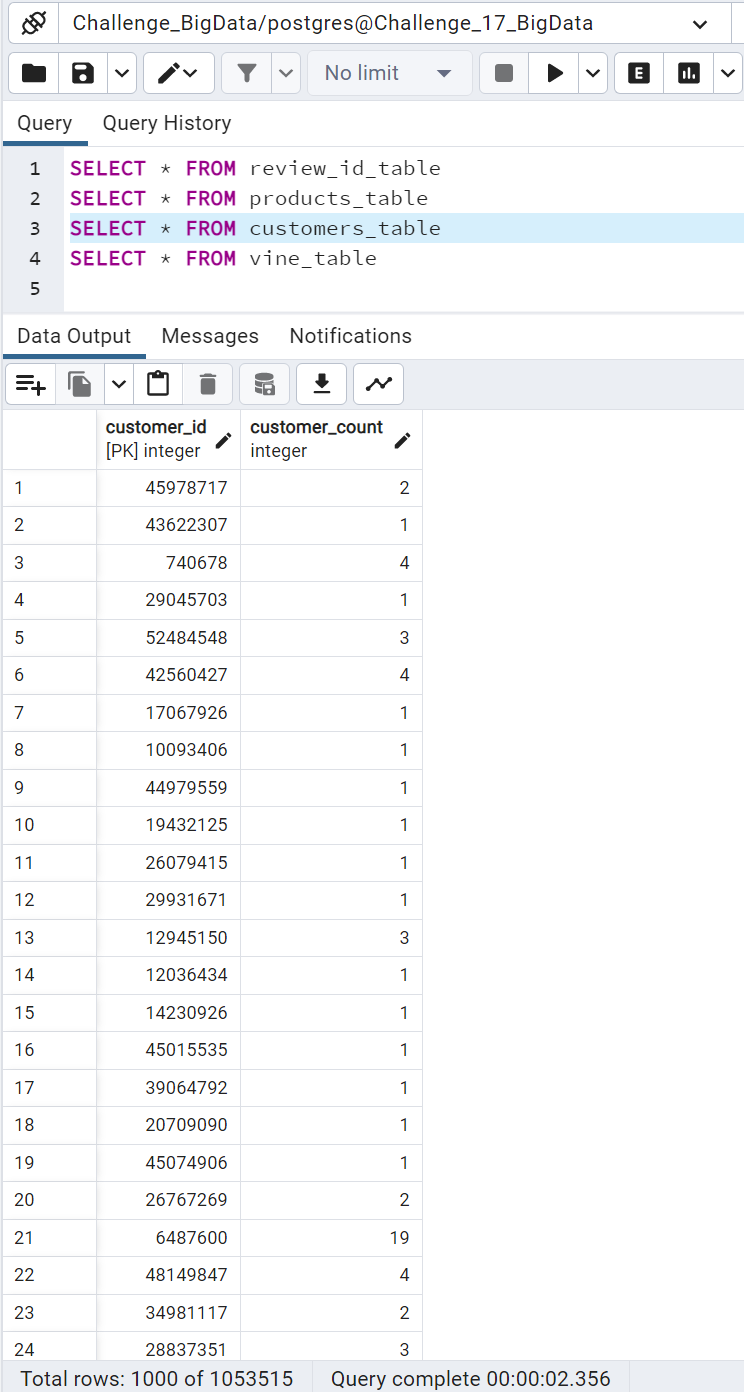 Challenge_BigData/postgres@Challenge_17_BigData
No limit
E
Query Query History
1 SELECT * FROM review_id_table
2 SELECT * FROM products_table
3 SELECT * FROM customers_table
4 SELECT * FROM vine_table
5
Data Output Messages Notifications
customer_id customer_count
[PK] integer integer
1 45978717 2
2 43622307 1
3 740678 4
4 29045703 1
5 52484548 3
6 42560427 4
7 17067926 1
8 10093406 1
9 44979559 1
10 19432125 1
11 26079415 1
12 29931671 1
13 12945150 3
14 12036434 1
15 14230926 1
16 45015535 1
17 39064792 1
18 20709090 1
19 45074906 1
20 26767269 2
21 6487600 19
22 48149847 4
23 34981117 2
24 28837351 3
Total rows: 1000 of 1053515 Query complete 00:00:02.356